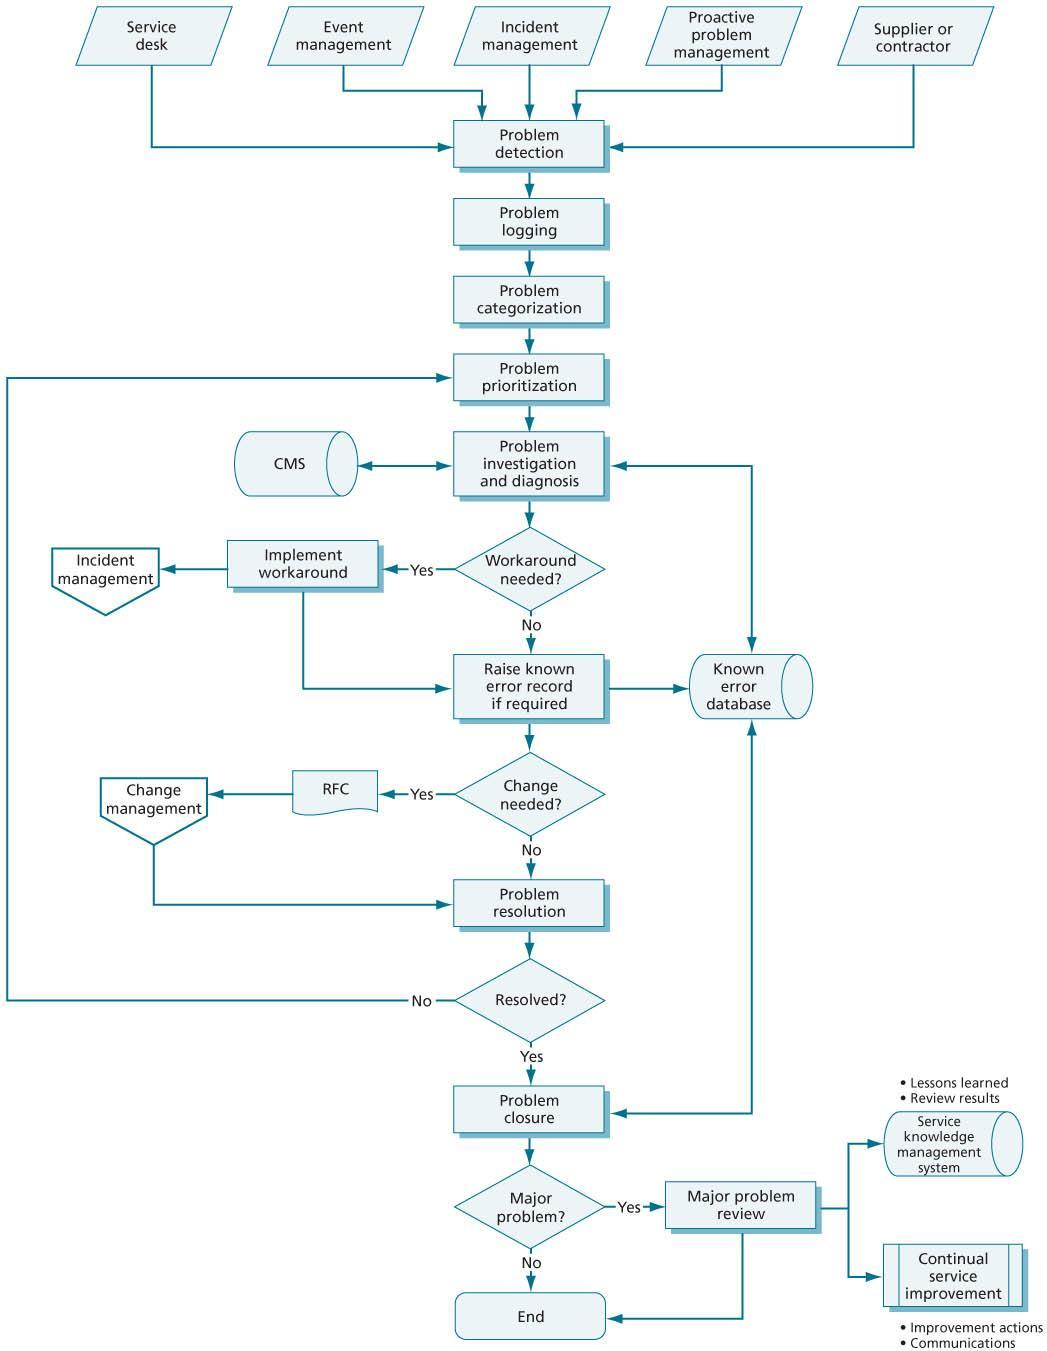 Service
desk
Event
management
Incident
management
Proactive
problem
management
Supplier or
contractor
Problem
detection
Problem
logging
Problem
categorization
Problem
prioritization
CMS
Problem
investigation
and diagnosis
Incident
management
Implement
workaround
Yes
Workaround
needed?
No
Raise known
error record
if required
Known
error
database
Change
management
RFC
Yes
Change
needed?
No
Problem
resolution
No
Resolved?
Yes
Problem
closure
• Lessons learned
• Review results
Service
knowledge
management
system
Major
problem?
Yes
Major problem
review
No
Continual
service
improvement
End
• Improvement actions
• Communications